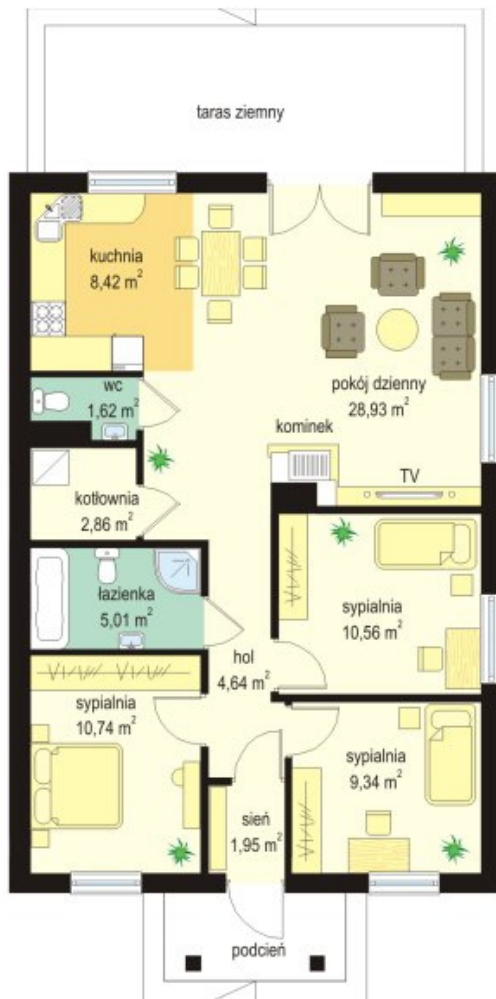 taras ziemny
kuchnia
8,42 m²
wc
1,62 m²
pokój dzienny
28,93 m²
kominek
TV
kotłownia
2,86 m²
łazienka
5,01 m²
sypialnia
10,56 m²
hol
4,64 m²
sypialnia
10,74 m²
sypialnia
9,34 m²
sień
1,95 m²
podcień